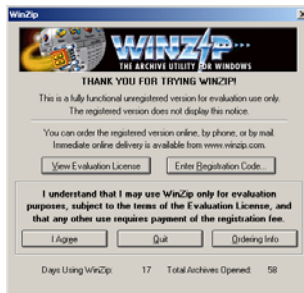 WinZip
WINZIP
THE ARCHIVE UTILITY FOR WINDOWS
THANK YOU FOR TRYING WINZIP!
This is a fully functional unregistered version for evaluation use only.
The registered version does not display this notice.
You can order the registered version online, by phone, or by mail.
Immediate online delivery is available from www.winzip.com.
View Evaluation License
Enter Registration Code...
I understand that I may use WinZip only for evaluation
purposes, subject to the terms of the Evaluation License, and
that any other use requires payment of the registration fee.
I Agree
Quit
Ordering Info
Days Using WinZip: 17 Total Archives Opened: 58